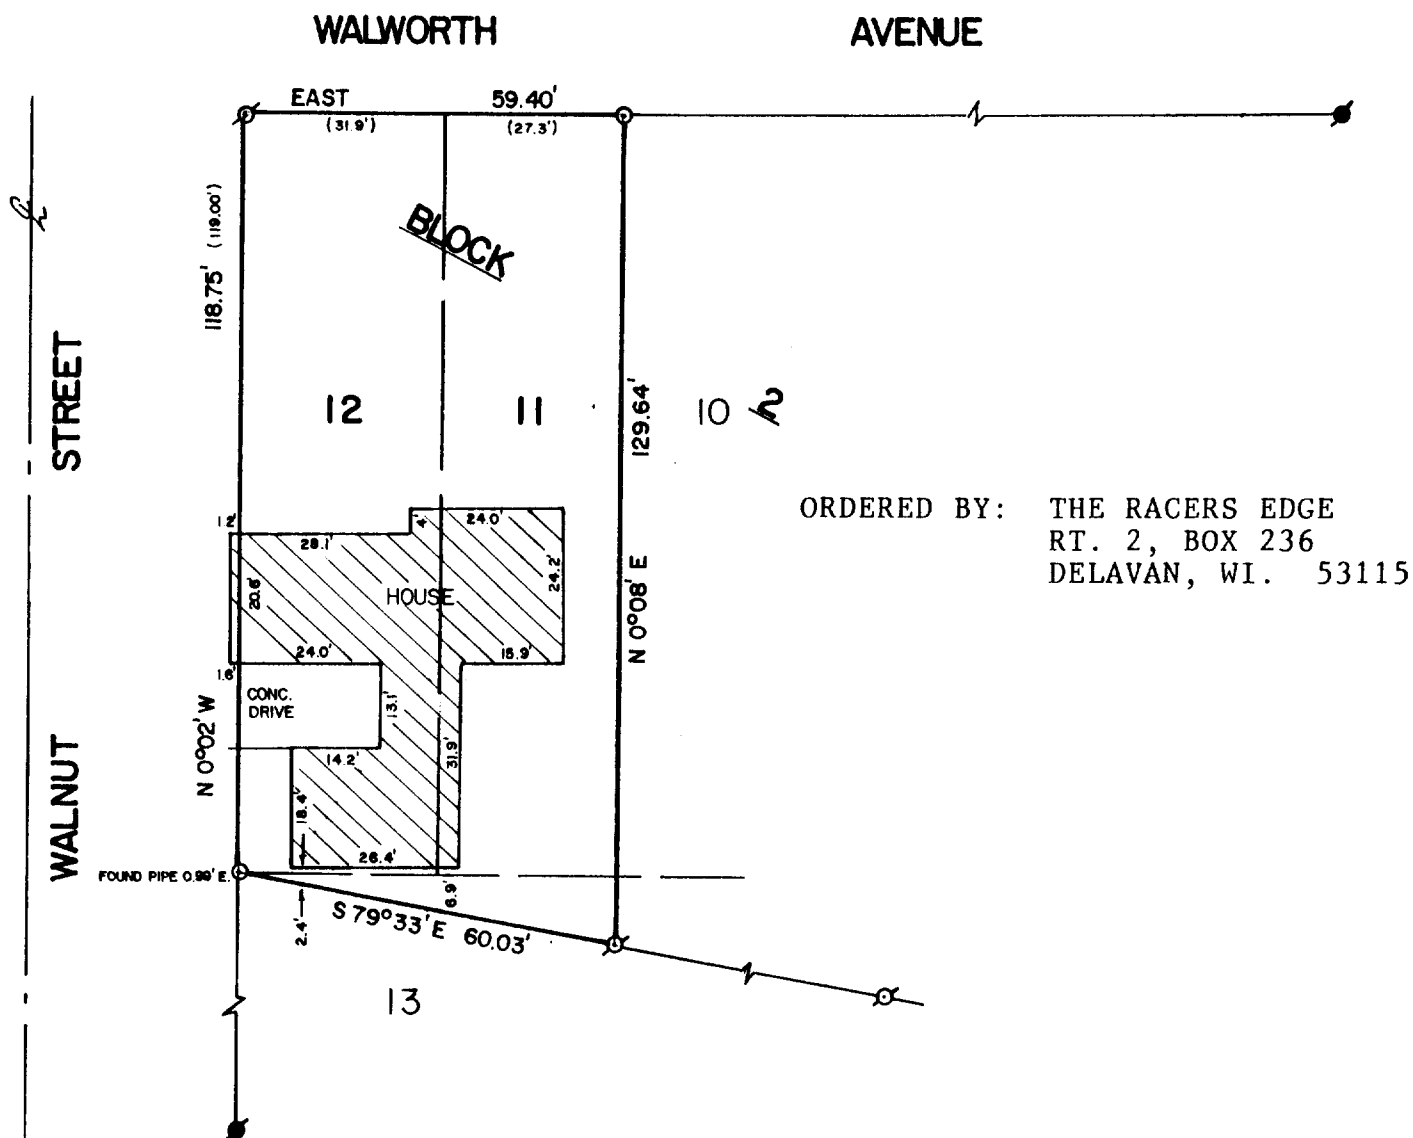 WALWORTH AVENUE
EAST 59.40'
(31.9') (27.3')
118.75' (119.00')
BLOCK
STREET
12 11
129.64'
10
ORDERED BY: THE RACERS EDGE
RT. 2, BOX 236
DELAVAN, WI. 53115
1.2'
4'
24.0'
28.1'
24.2'
20.6'
HOUSE
N 0°08' E
24.0'
15.9'
1.6'
CONC.
DRIVE
13.1'
N 0°02' W
WALNUT
14.2'
31.9'
18.4'
26.4'
FOUND PIPE 0.99' E.
6.9'
2.4'
S 79°33' E 60.03'
13